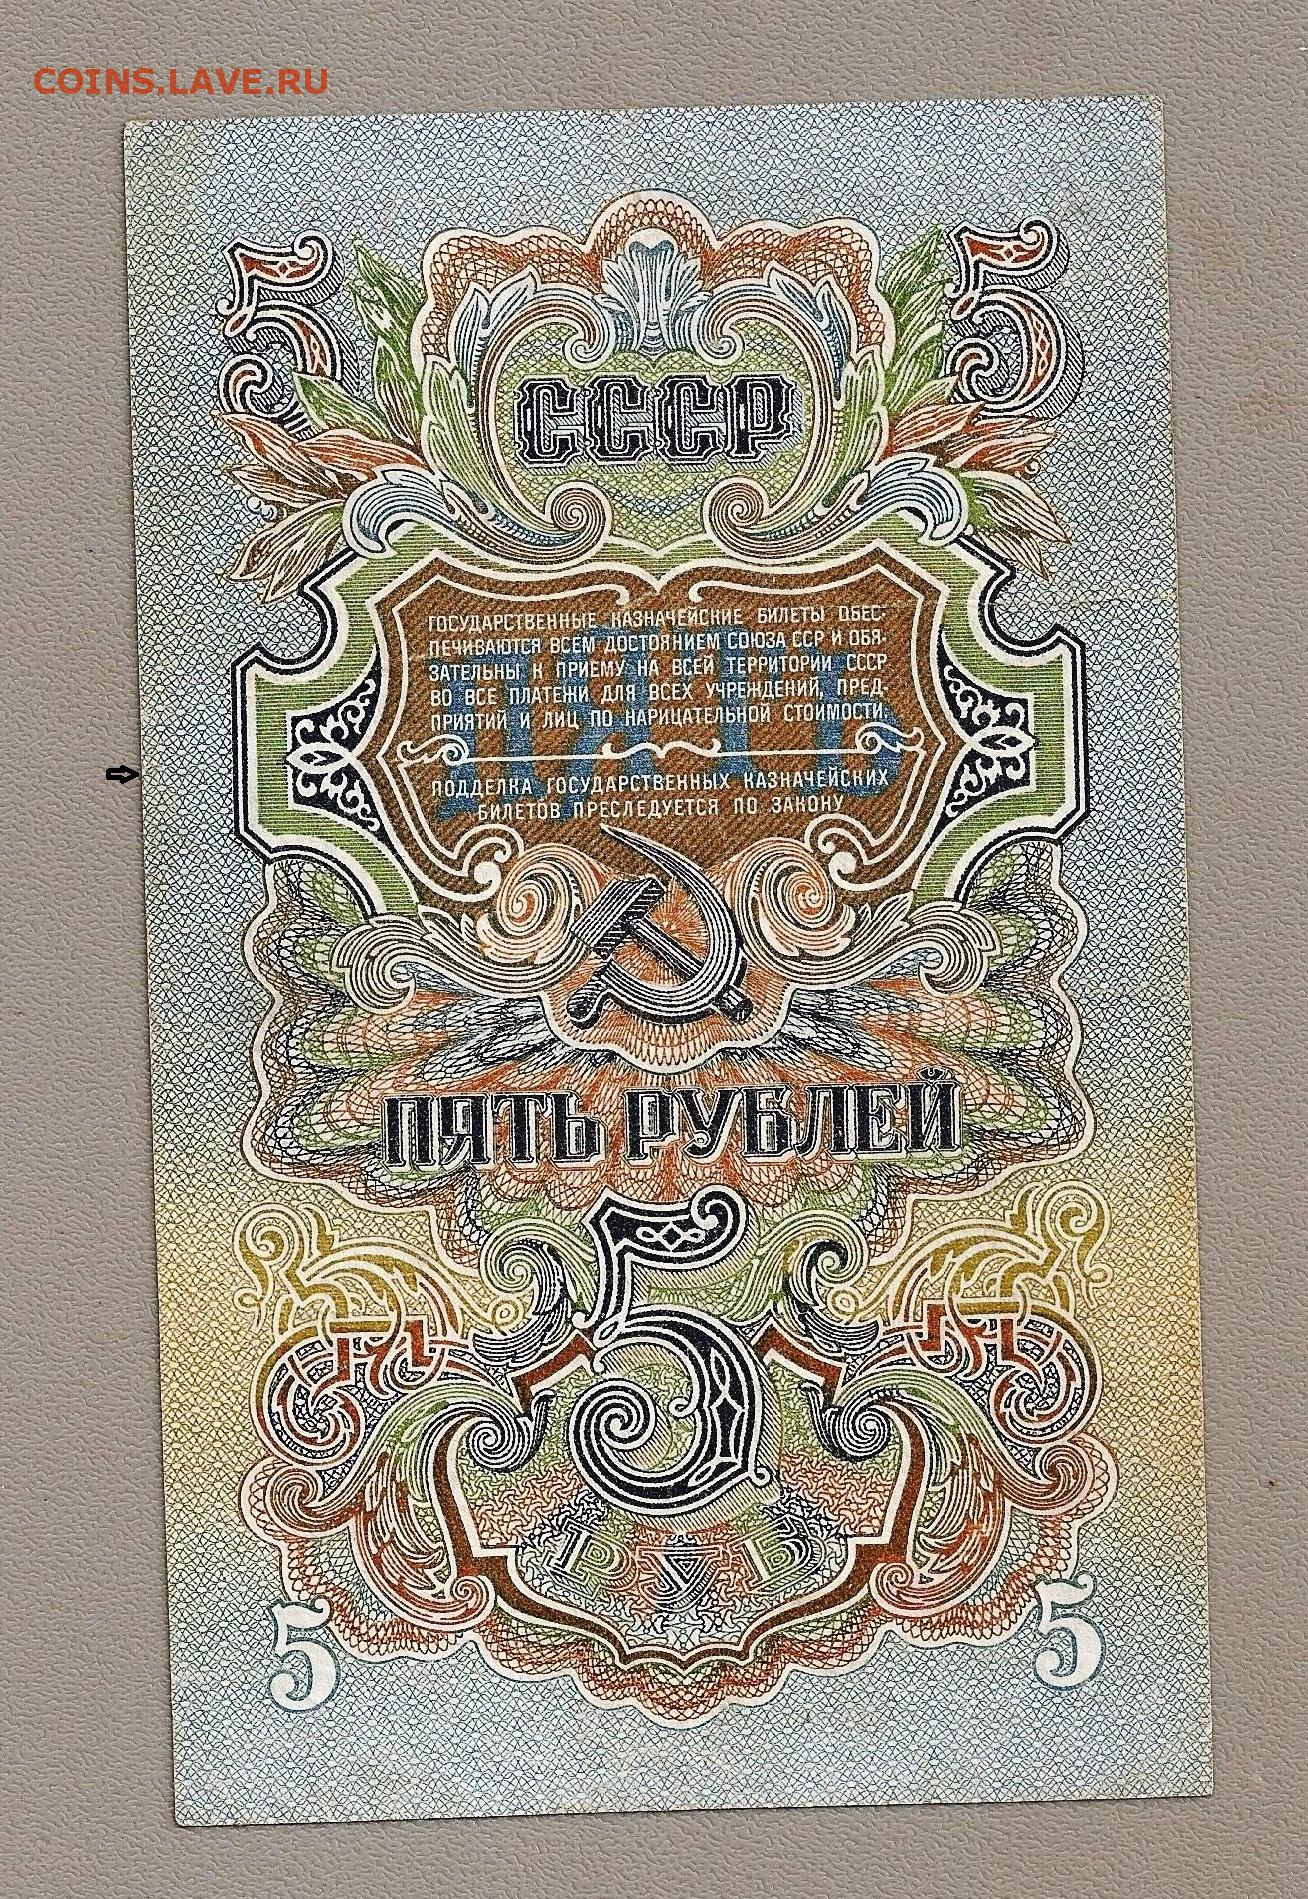 COINS.LAVE.RU
5 5
СССР
ГОСУДАРСТВЕННЫЕ КАЗНАЧЕЙСКИЕ БИЛЕТЫ ОБЕС-
ПЕЧИВАЮТСЯ ВСЕМ ДОСТОЯНИЕМ СОЮЗА ССР И ОБЯ-
ЗАТЕЛЬНЫ К ПРИЕМУ НА ВСЕЙ ТЕРРИТОРИИ СССР
ВО ВСЕ ПЛАТЕЖИ ДЛЯ ВСЕХ УЧРЕЖДЕНИЙ, ПРЕД-
ПРИЯТИЙ И ЛИЦ ПО НАРИЦАТЕЛЬНОЙ СТОИМОСТИ
ПЯТЬ
ПОДДЕЛКА ГОСУДАРСТВЕННЫХ КАЗНАЧЕЙСКИХ
БИЛЕТОВ ПРЕСЛЕДУЕТСЯ ПО ЗАКОНУ
ПЯТЬ РУБЛЕЙ
5
РУБ
5 5